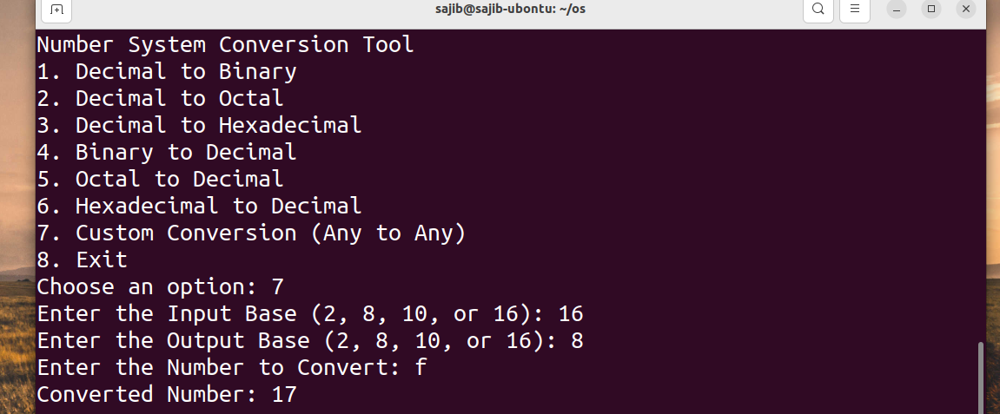 sajib@sajib-ubontu: ~/os
Number System Conversion Tool
1. Decimal to Binary
2. Decimal to Octal
3. Decimal to Hexadecimal
4. Binary to Decimal
5. Octal to Decimal
6. Hexadecimal to Decimal
7. Custom Conversion (Any to Any)
8. Exit
Choose an option: 7
Enter the Input Base (2, 8, 10, or 16): 16
Enter the Output Base (2, 8, 10, or 16): 8
Enter the Number to Convert: f
Converted Number: 17